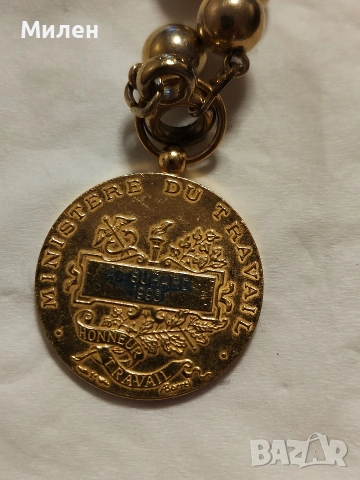 Милен
MINISTERE DU TRAVAIL
HONNEUR
TRAVAIL
BAZAR